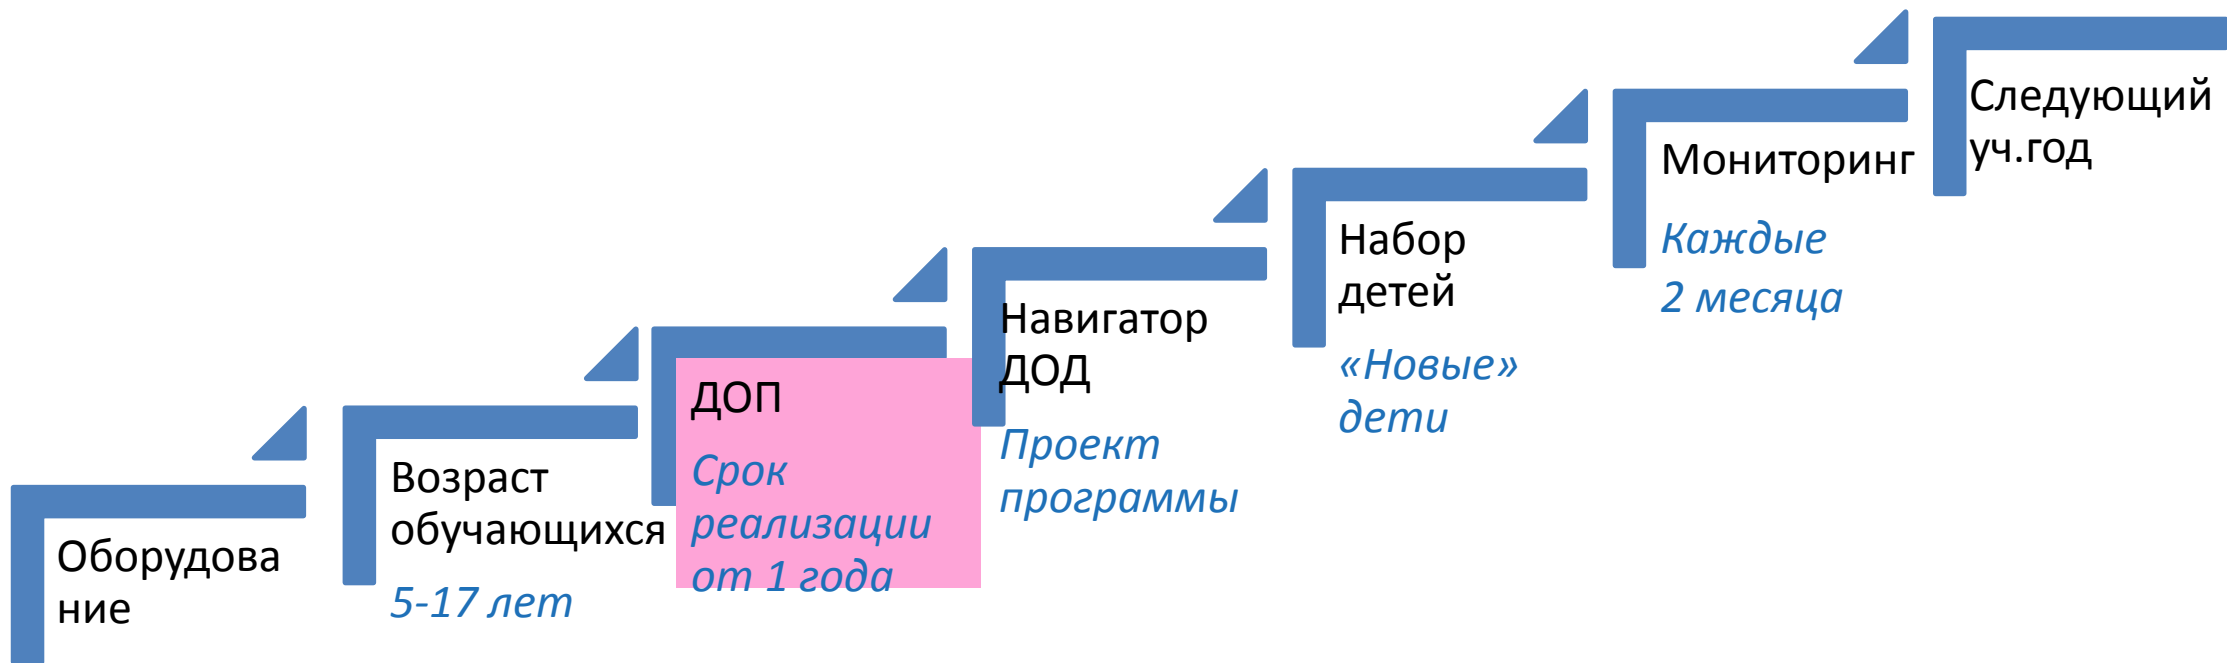 Оборудова
ние
Возраст
обучающихся
5-17 лет
ДОП
Срок
реализации
от 1 года
Навигатор
ДОД
Проект
программы
Набор
детей
«Новые»
дети
Мониторинг
Каждые
2 месяца
Следующий
уч.год